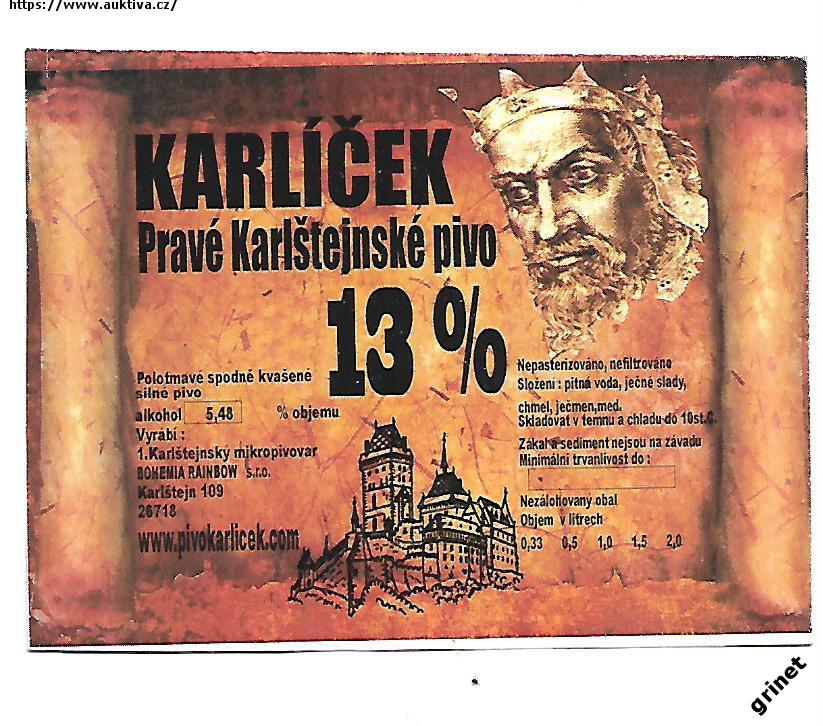 https://www.auktiva.cz/
KARLÍČEK
Pravé Karlštejnské pivo
13 %
Polotmavé spodně kvašené
silné pivo
alkohol 5,48 % objemu
Vyrábí :
1.Karlštejnský mikropivovar
BOHEMIA RAINBOW s.r.o.
Karlštejn 109
26718
www.pivokarlicek.com
Nepasterizováno, nefiltrováno
Složení : pitná voda, ječné slady,
chmel, ječmen,med.
Skladovat v temnu a chladu do 10st.C.
Zákal a sediment nejsou na závadu
Minimální trvanlivost do :
Nezálohovaný obal
Objem v litrech
0,33 0,5 1,0 1,5 2,0
grinet